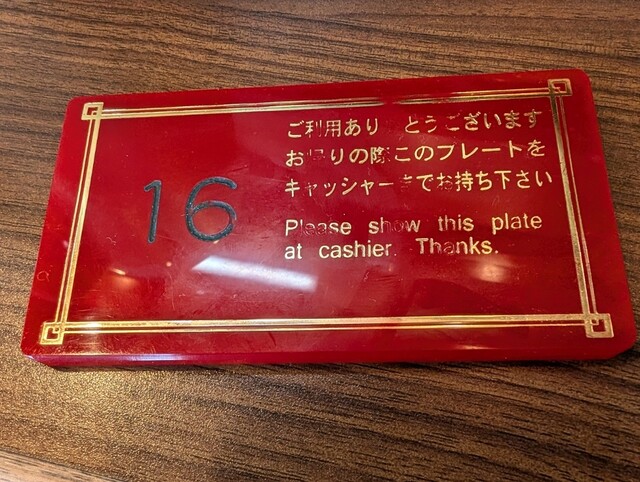 16
ご利用ありがとうございます
お帰りの際このプレートを
キャッシャーまでお持ち下さい
Please show this plate
at cashier. Thanks.